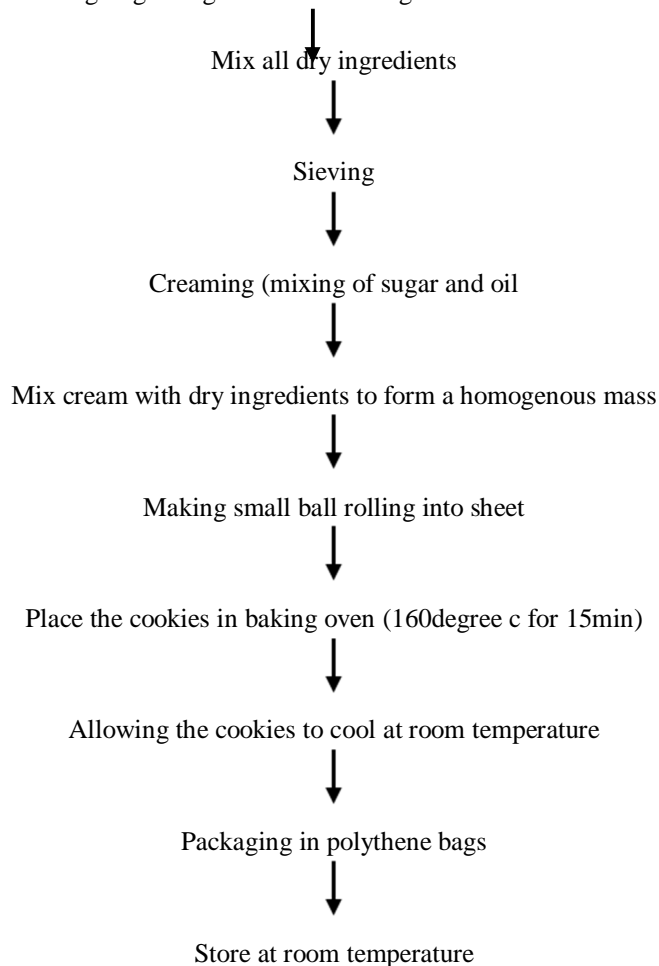 Mix all dry ingredients
Sieving
Creaming (mixing of sugar and oil
Mix cream with dry ingredients to form a homogenous mass
Making small ball rolling into sheet
Place the cookies in baking oven (160degree c for 15min)
Allowing the cookies to cool at room temperature
Packaging in polythene bags
Store at room temperature